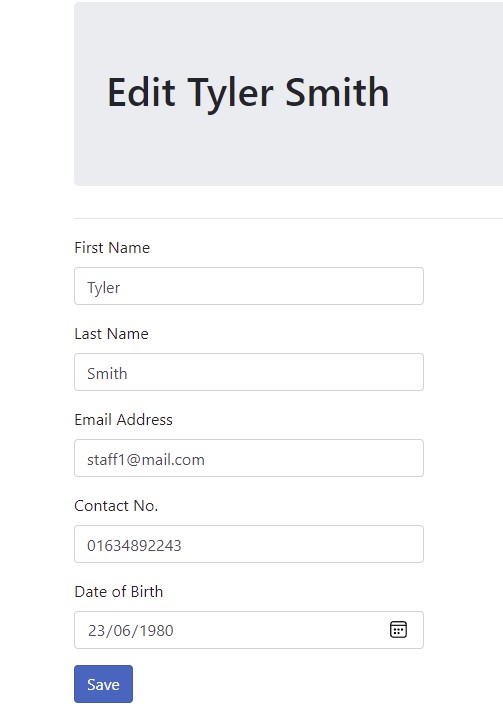 Edit Tyler Smith
First Name
Tyler
Last Name
Smith
Email Address
staff1@mail.com
Contact No.
01634892243
Date of Birth
23/06/1980
Save